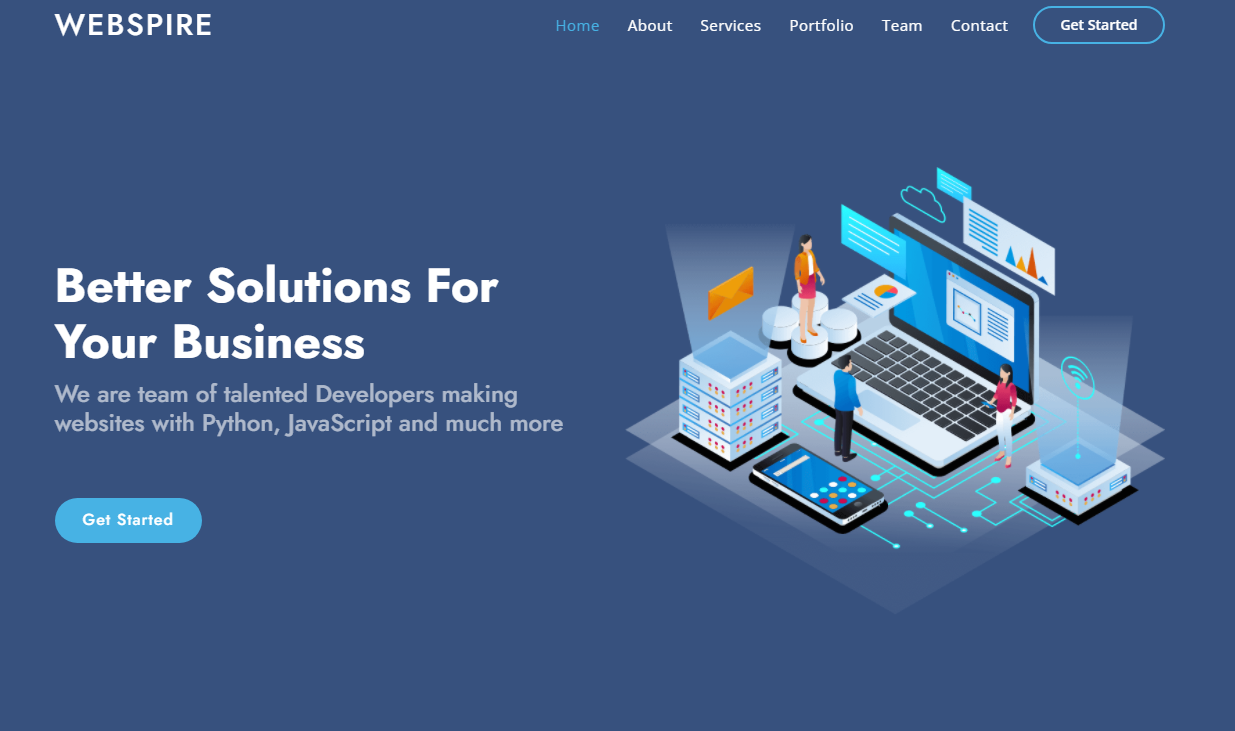 WEBSPIRE
Home About Services Portfolio Team Contact Get Started
Better Solutions For
Your Business
We are team of talented Developers making
websites with Python, JavaScript and much more
Get Started